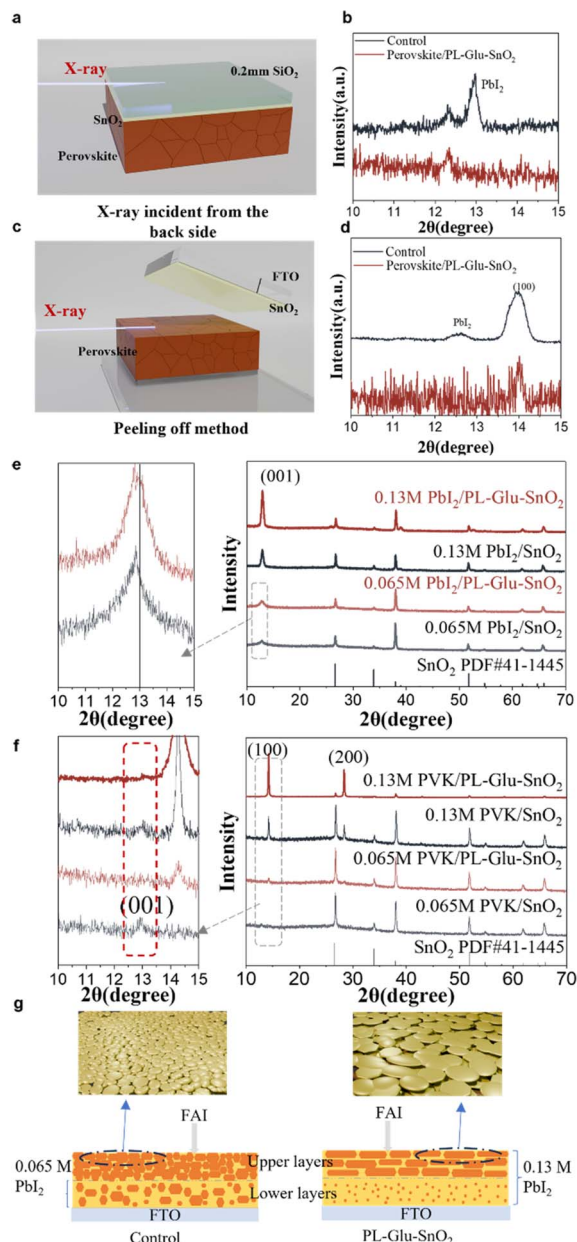 a
X-ray
0.2mm SiO₂
SnO₂
Perovskite
X-ray incident from the
back side
b
Control
Perovskite/PL-Glu-SnO₂
PbI₂
Intensity(a.u.)
10 11 12 13 14 15
2θ(degree)
c
FTO
SnO₂
X-ray
Perovskite
Peeling off method
d
Control
Perovskite/PL-Glu-SnO₂
(100)
PbI₂
Intensity(a.u.)
10 11 12 13 14 15
2θ(degree)
e
10 11 12 13 14 15
2θ(degree)
(001)
0.13M PbI₂/PL-Glu-SnO₂
0.13M PbI₂/SnO₂
0.065M PbI₂/PL-Glu-SnO₂
0.065M PbI₂/SnO₂
SnO₂ PDF#41-1445
Intensity
10 20 30 40 50 60 70
2θ(degree)
f
(001)
10 11 12 13 14 15
2θ(degree)
(100) (200)
0.13M PVK/PL-Glu-SnO₂
0.13M PVK/SnO₂
0.065M PVK/PL-Glu-SnO₂
0.065M PVK/SnO₂
SnO₂ PDF#41-1445
Intensity
10 20 30 40 50 60 70
2θ(degree)
g
FAI
FAI
0.065 M
PbI₂
Upper layers
Lower layers
0.13 M
PbI₂
FTO
FTO
Control
PL-Glu-SnO₂